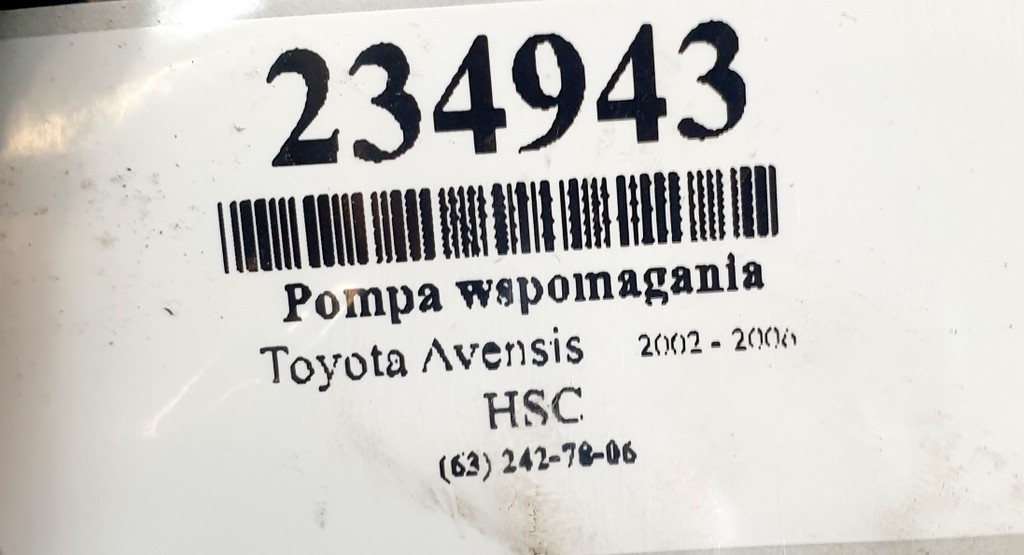 234943
Pompa wspomagania
Toyota Avensis 2002 - 2006
HSC
(63) 242-78-06